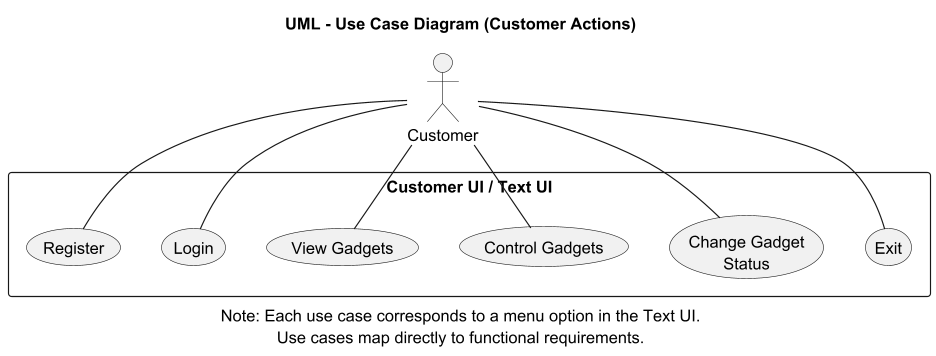 UML - Use Case Diagram (Customer Actions)
Customer
Customer UI / Text UI
Register
Login
View Gadgets
Control Gadgets
Change Gadget
Status
Exit
Note: Each use case corresponds to a menu option in the Text UI.
Use cases map directly to functional requirements.